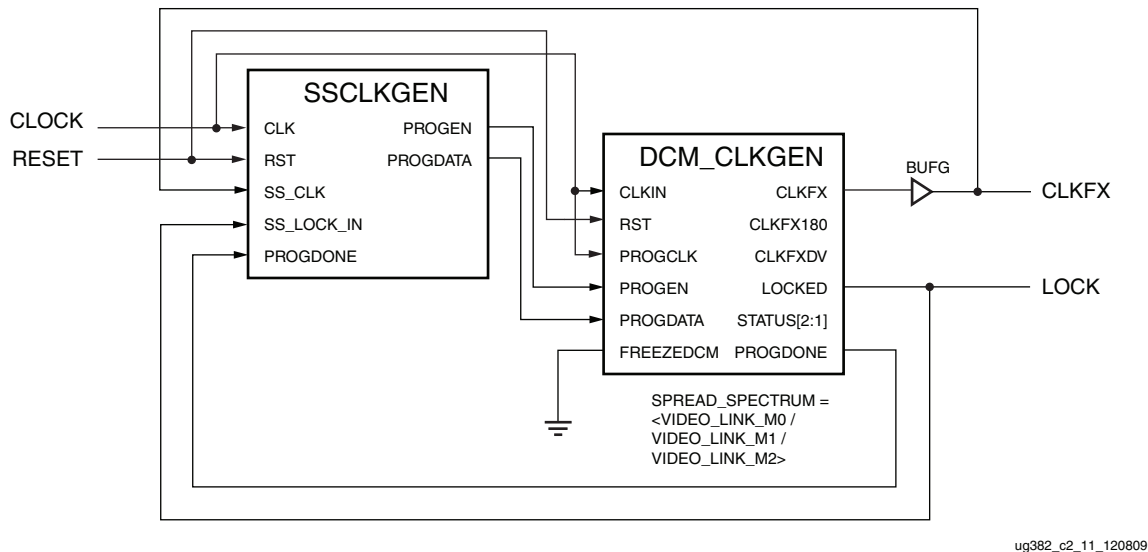 SSCLKGEN
CLOCK
RESET
CLK
RST
SS_CLK
SS_LOCK_IN
PROGDONE
PROGEN
PROGDATA
DCM_CLKGEN
CLKIN
RST
PROGCLK
PROGEN
PROGDATA
FREEZEDCM
CLKFX
CLKFX180
CLKFXDV
LOCKED
STATUS[2:1]
PROGDONE
BUFG
CLKFX
LOCK
SPREAD_SPECTRUM =
<VIDEO_LINK_M0 /
VIDEO_LINK_M1 /
VIDEO_LINK_M2>
ug382_c2_11_120809